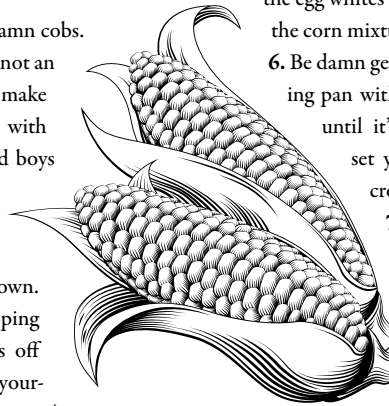 amn cobs.
not an
make
with
d boys
own.
ping
s off
your-
the egg whites
the corn mixtu
6. Be damn ge
ing pan wit
until it'
set y
cr